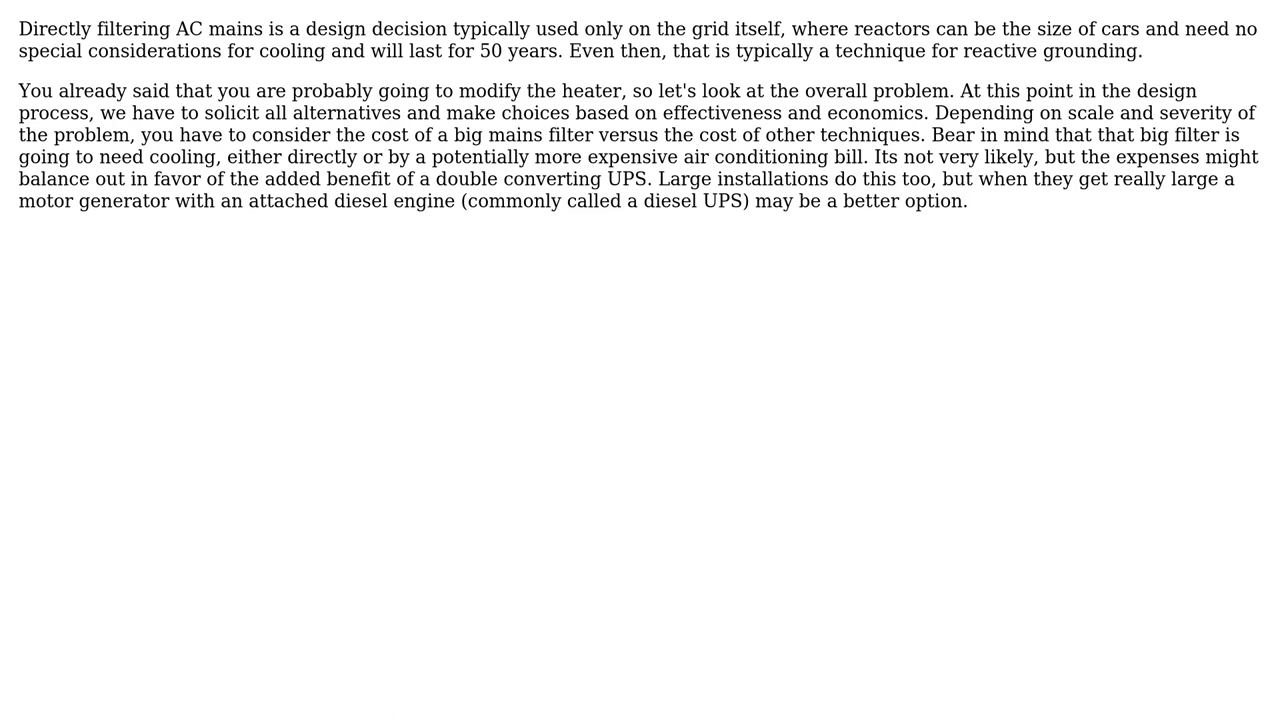 Directly filtering AC mains is a design decision typically used only on the grid itself, where reactors can be the size of cars and need no
special considerations for cooling and will last for 50 years. Even then, that is typically a technique for reactive grounding.
You already said that you are probably going to modify the heater, so let's look at the overall problem. At this point in the design
process, we have to solicit all alternatives and make choices based on effectiveness and economics. Depending on scale and severity of
the problem, you have to consider the cost of a big mains filter versus the cost of other techniques. Bear in mind that that big filter is
going to need cooling, either directly or by a potentially more expensive air conditioning bill. Its not very likely, but the expenses might
balance out in favor of the added benefit of a double converting UPS. Large installations do this too, but when they get really large a
motor generator with an attached diesel engine (commonly called a diesel UPS) may be a better option.